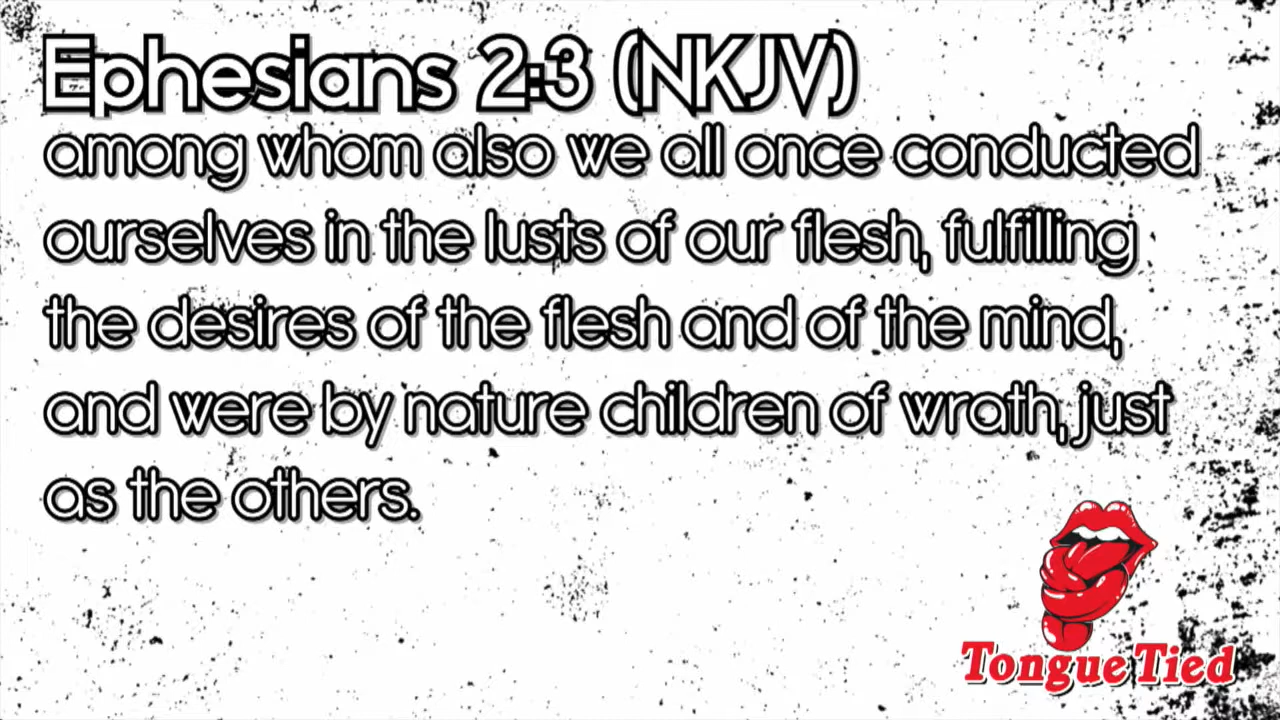 Ephesians 2:3 (NKJV)
among whom also we all once conducted
ourselves in the lusts of our flesh, fulfilling
the desires of the flesh and of the mind,
and were by nature children of wrath, just
as the others.
Tongue Tied